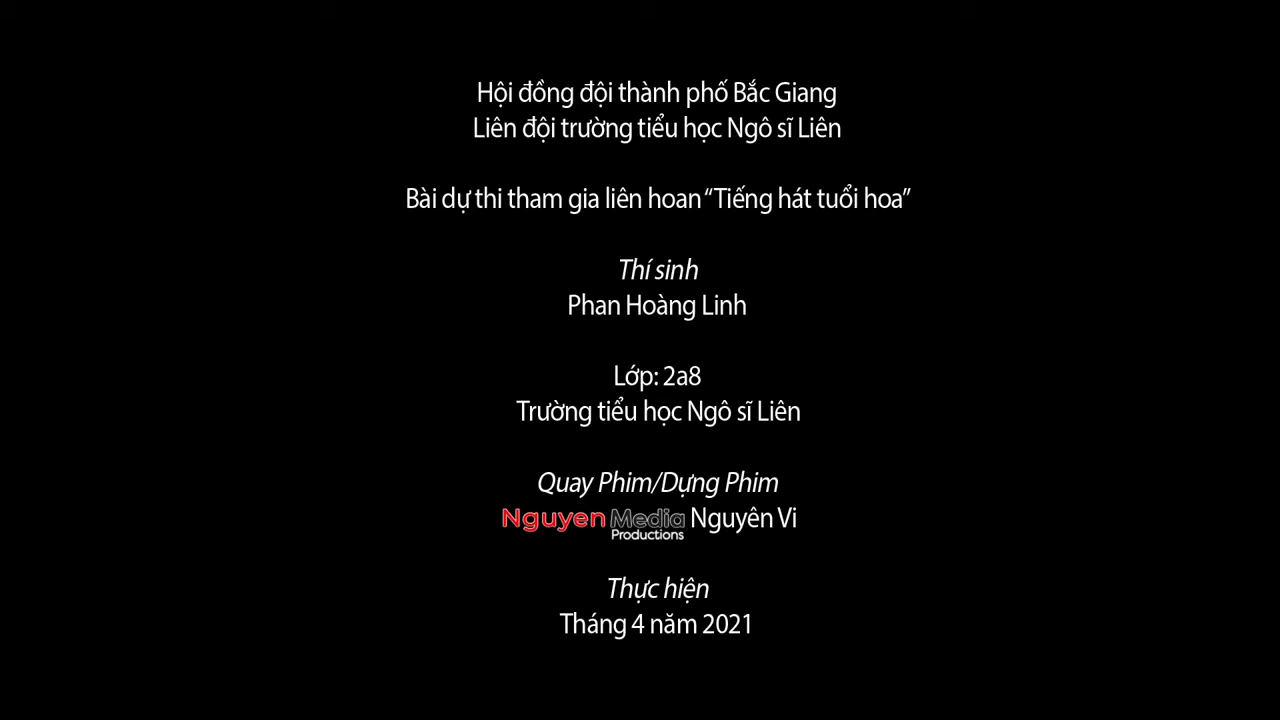 Hội đồng đội thành phố Bắc Giang
Liên đội trường tiểu học Ngô sĩ Liên
Bài dự thi tham gia liên hoan “Tiếng hát tuổi hoa”
Thí sinh
Phan Hoàng Linh
Lớp: 2a8
Trường tiểu học Ngô sĩ Liên
Quay Phim/Dựng Phim
Nguyen Media Productions Nguyên Vi
Thực hiện
Tháng 4 năm 2021